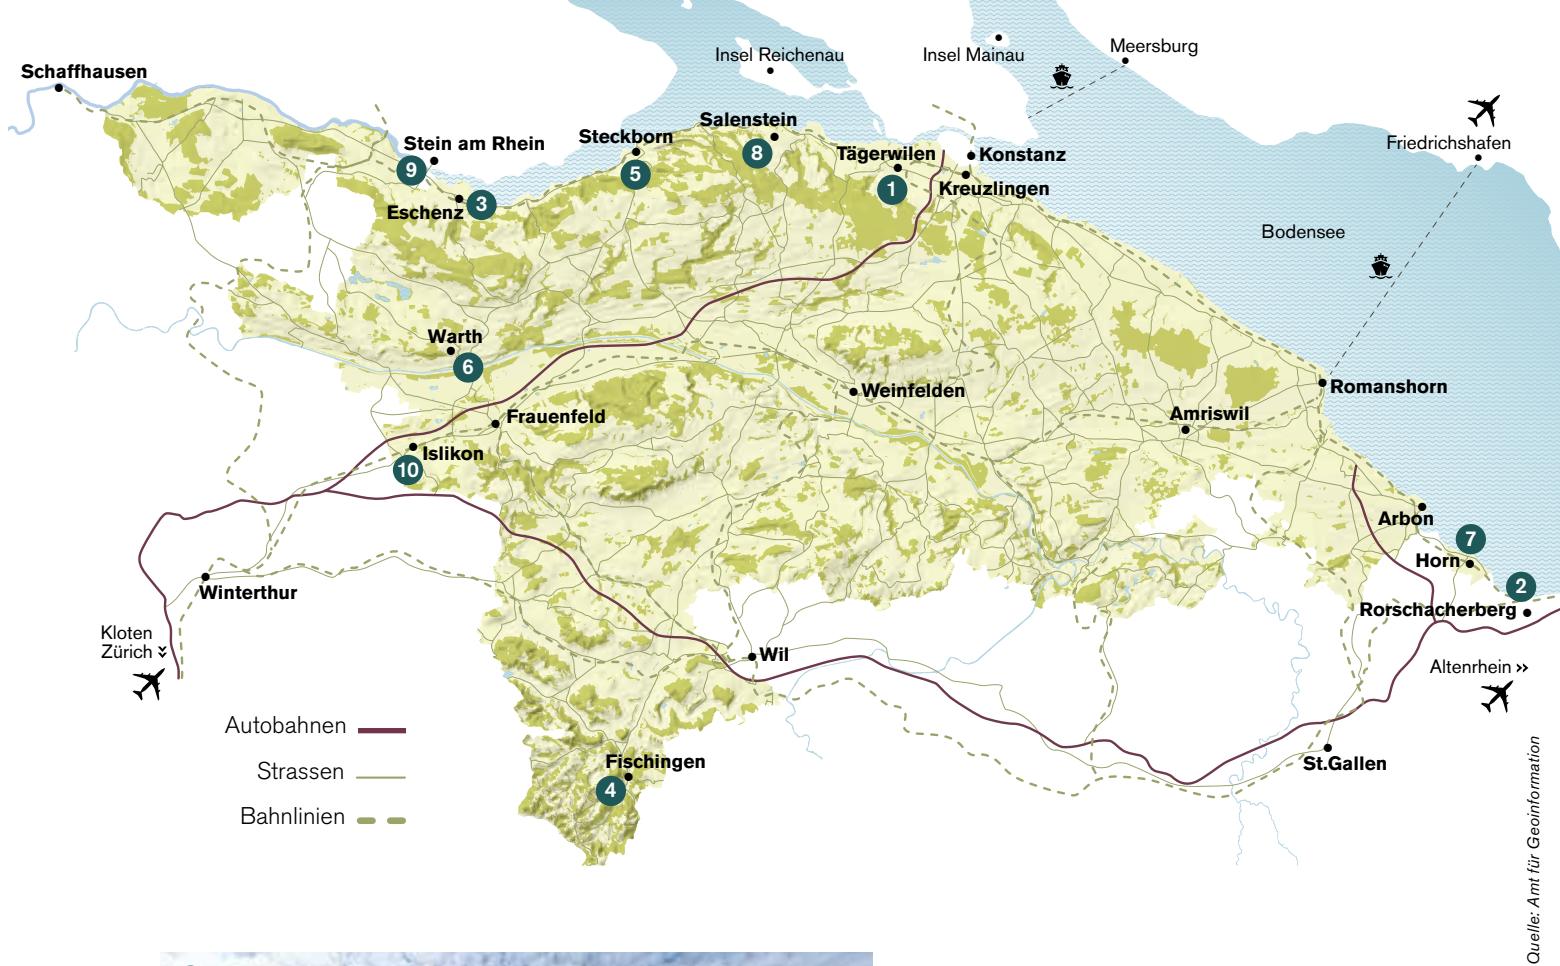 Insel Reichenau
Insel Mainau
Meersburg
Schaffhausen
Friedrichshafen
Stein am Rhein
9
Steckborn
5
Salenstein
8
Tägerwilen
1
Konstanz
Kreuzlingen
Eschenz
3
Bodensee
Warth
6
Weinfelden
Romanshorn
Amriswil
Frauenfeld
Islikon
10
Arbon
7
Horn
2
Rorschacherberg
Winterthur
Kloten
Zürich
Wil
Altenrhein »
Autobahnen
Strassen
Bahnlinien
Fischingen
4
St.Gallen
Quelle: Amt für Geoinformation